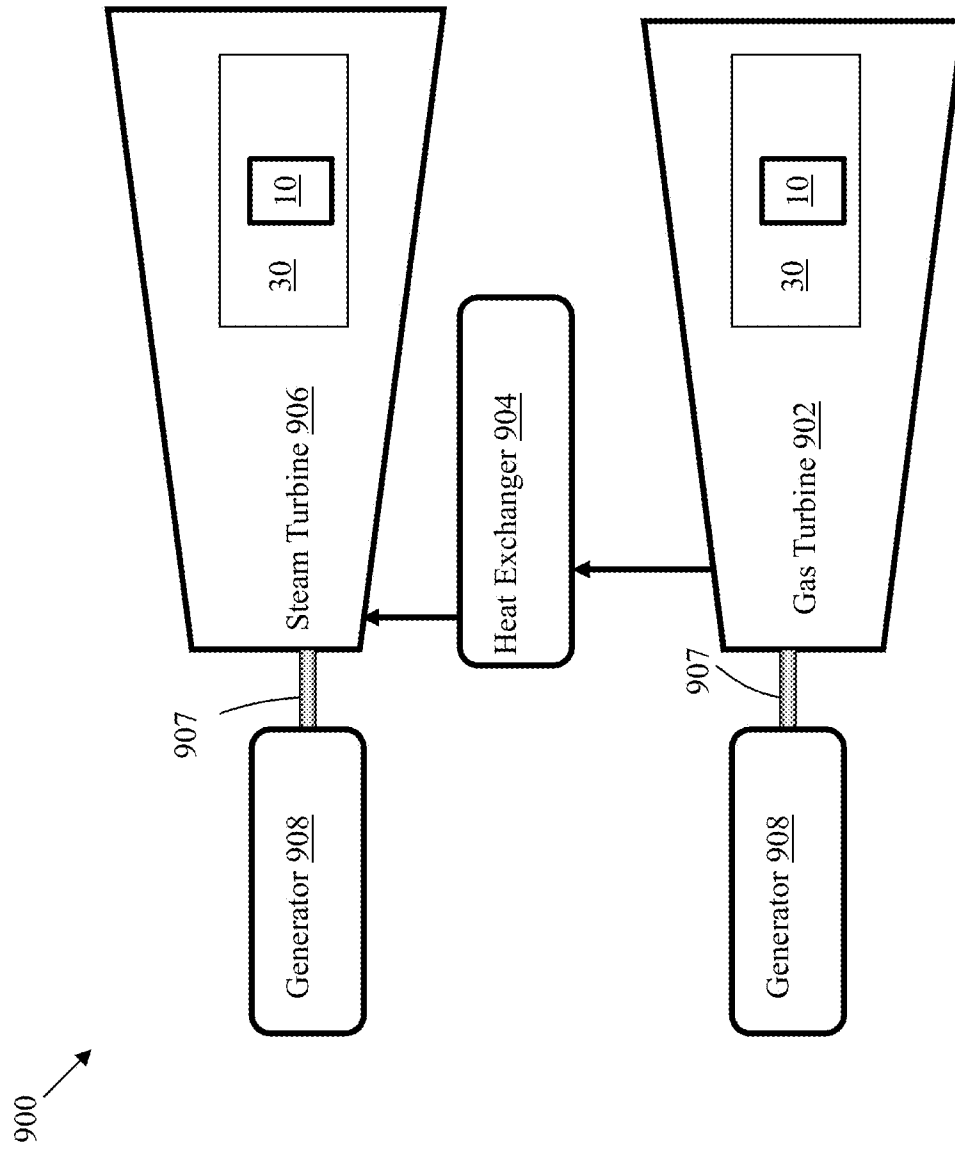 900
Generator 908
907
Steam Turbine 906
30
10
Heat Exchanger 904
Generator 908
907
Gas Turbine 902
30
10